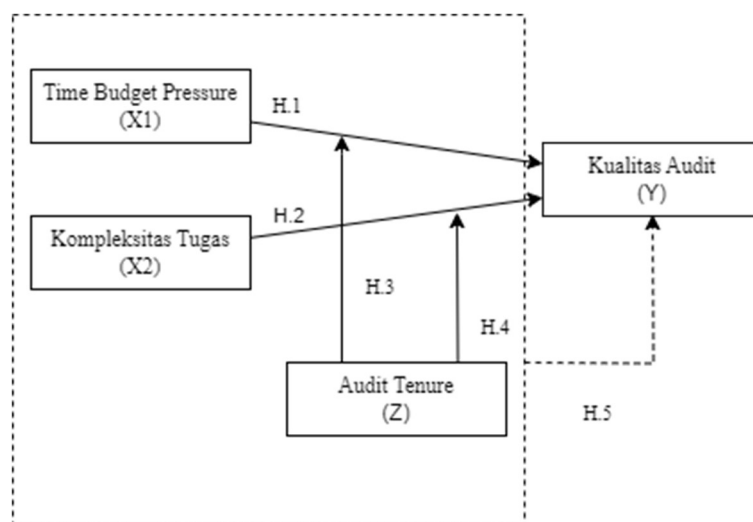 Time Budget Pressure
(X1)
H.1
Kualitas Audit
(Y)
H.2
Kompleksitas Tugas
(X2)
H.3
H.4
Audit Tenure
(Z)
H.5